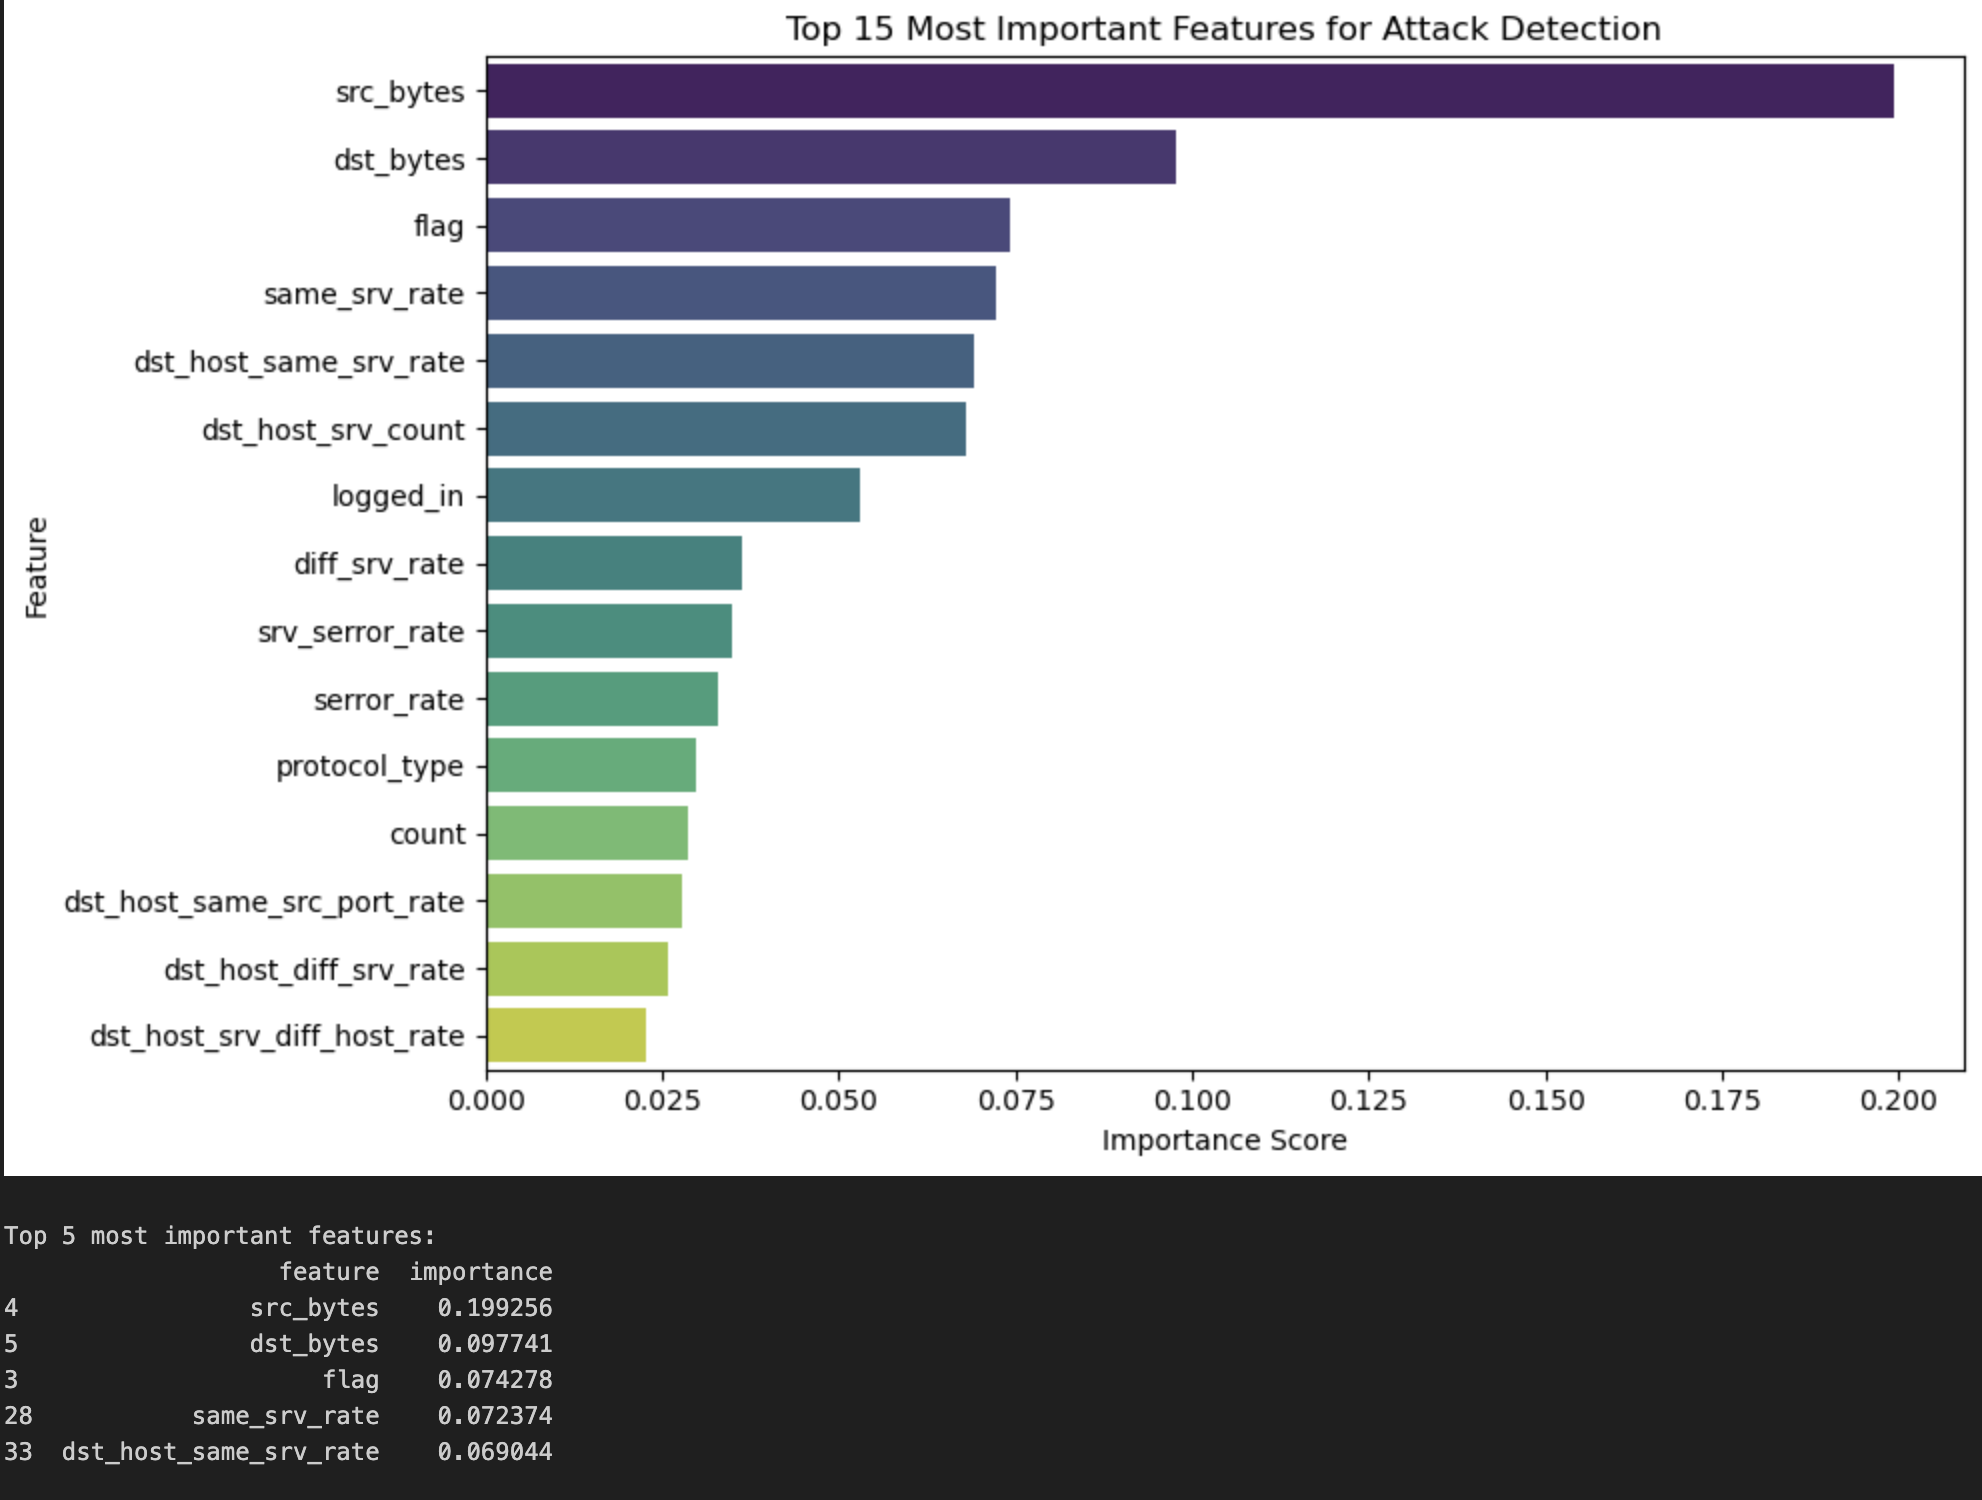 Top 15 Most Important Features for Attack Detection
src_bytes
dst_bytes
flag
same_srv_rate
dst_host_same_srv_rate
dst_host_srv_count
logged_in
diff_srv_rate
srv_serror_rate
serror_rate
protocol_type
count
dst_host_same_src_port_rate
dst_host_diff_srv_rate
dst_host_srv_diff_host_rate
Feature
0.000 0.025 0.050 0.075 0.100 0.125 0.150 0.175 0.200
Importance Score
Top 5 most important features:
feature importance
4 src_bytes 0.199256
5 dst_bytes 0.097741
3 flag 0.074278
28 same_srv_rate 0.072374
33 dst_host_same_srv_rate 0.069044